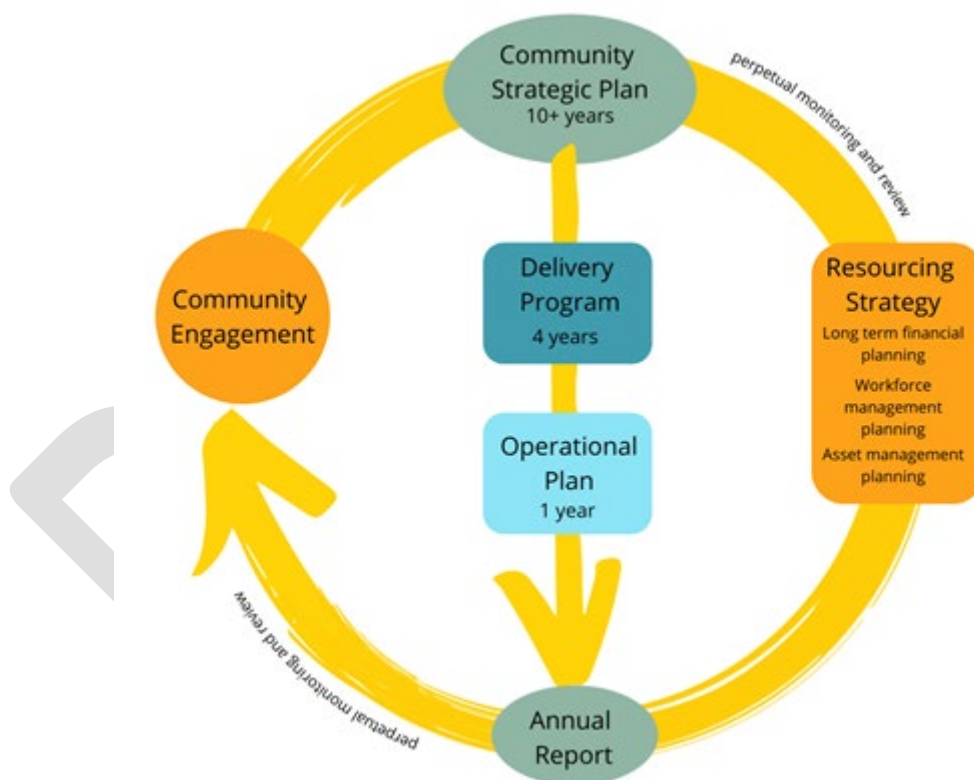 Community
Strategic Plan
10+ years
perpetual monitoring and review
Community
Engagement
Delivery
Program
4 years
Resourcing
Strategy
Long term financial
planning
Workforce
management
planning
Asset management
planning
Operational
Plan
1 year
perpetual monitoring and review
Annual
Report